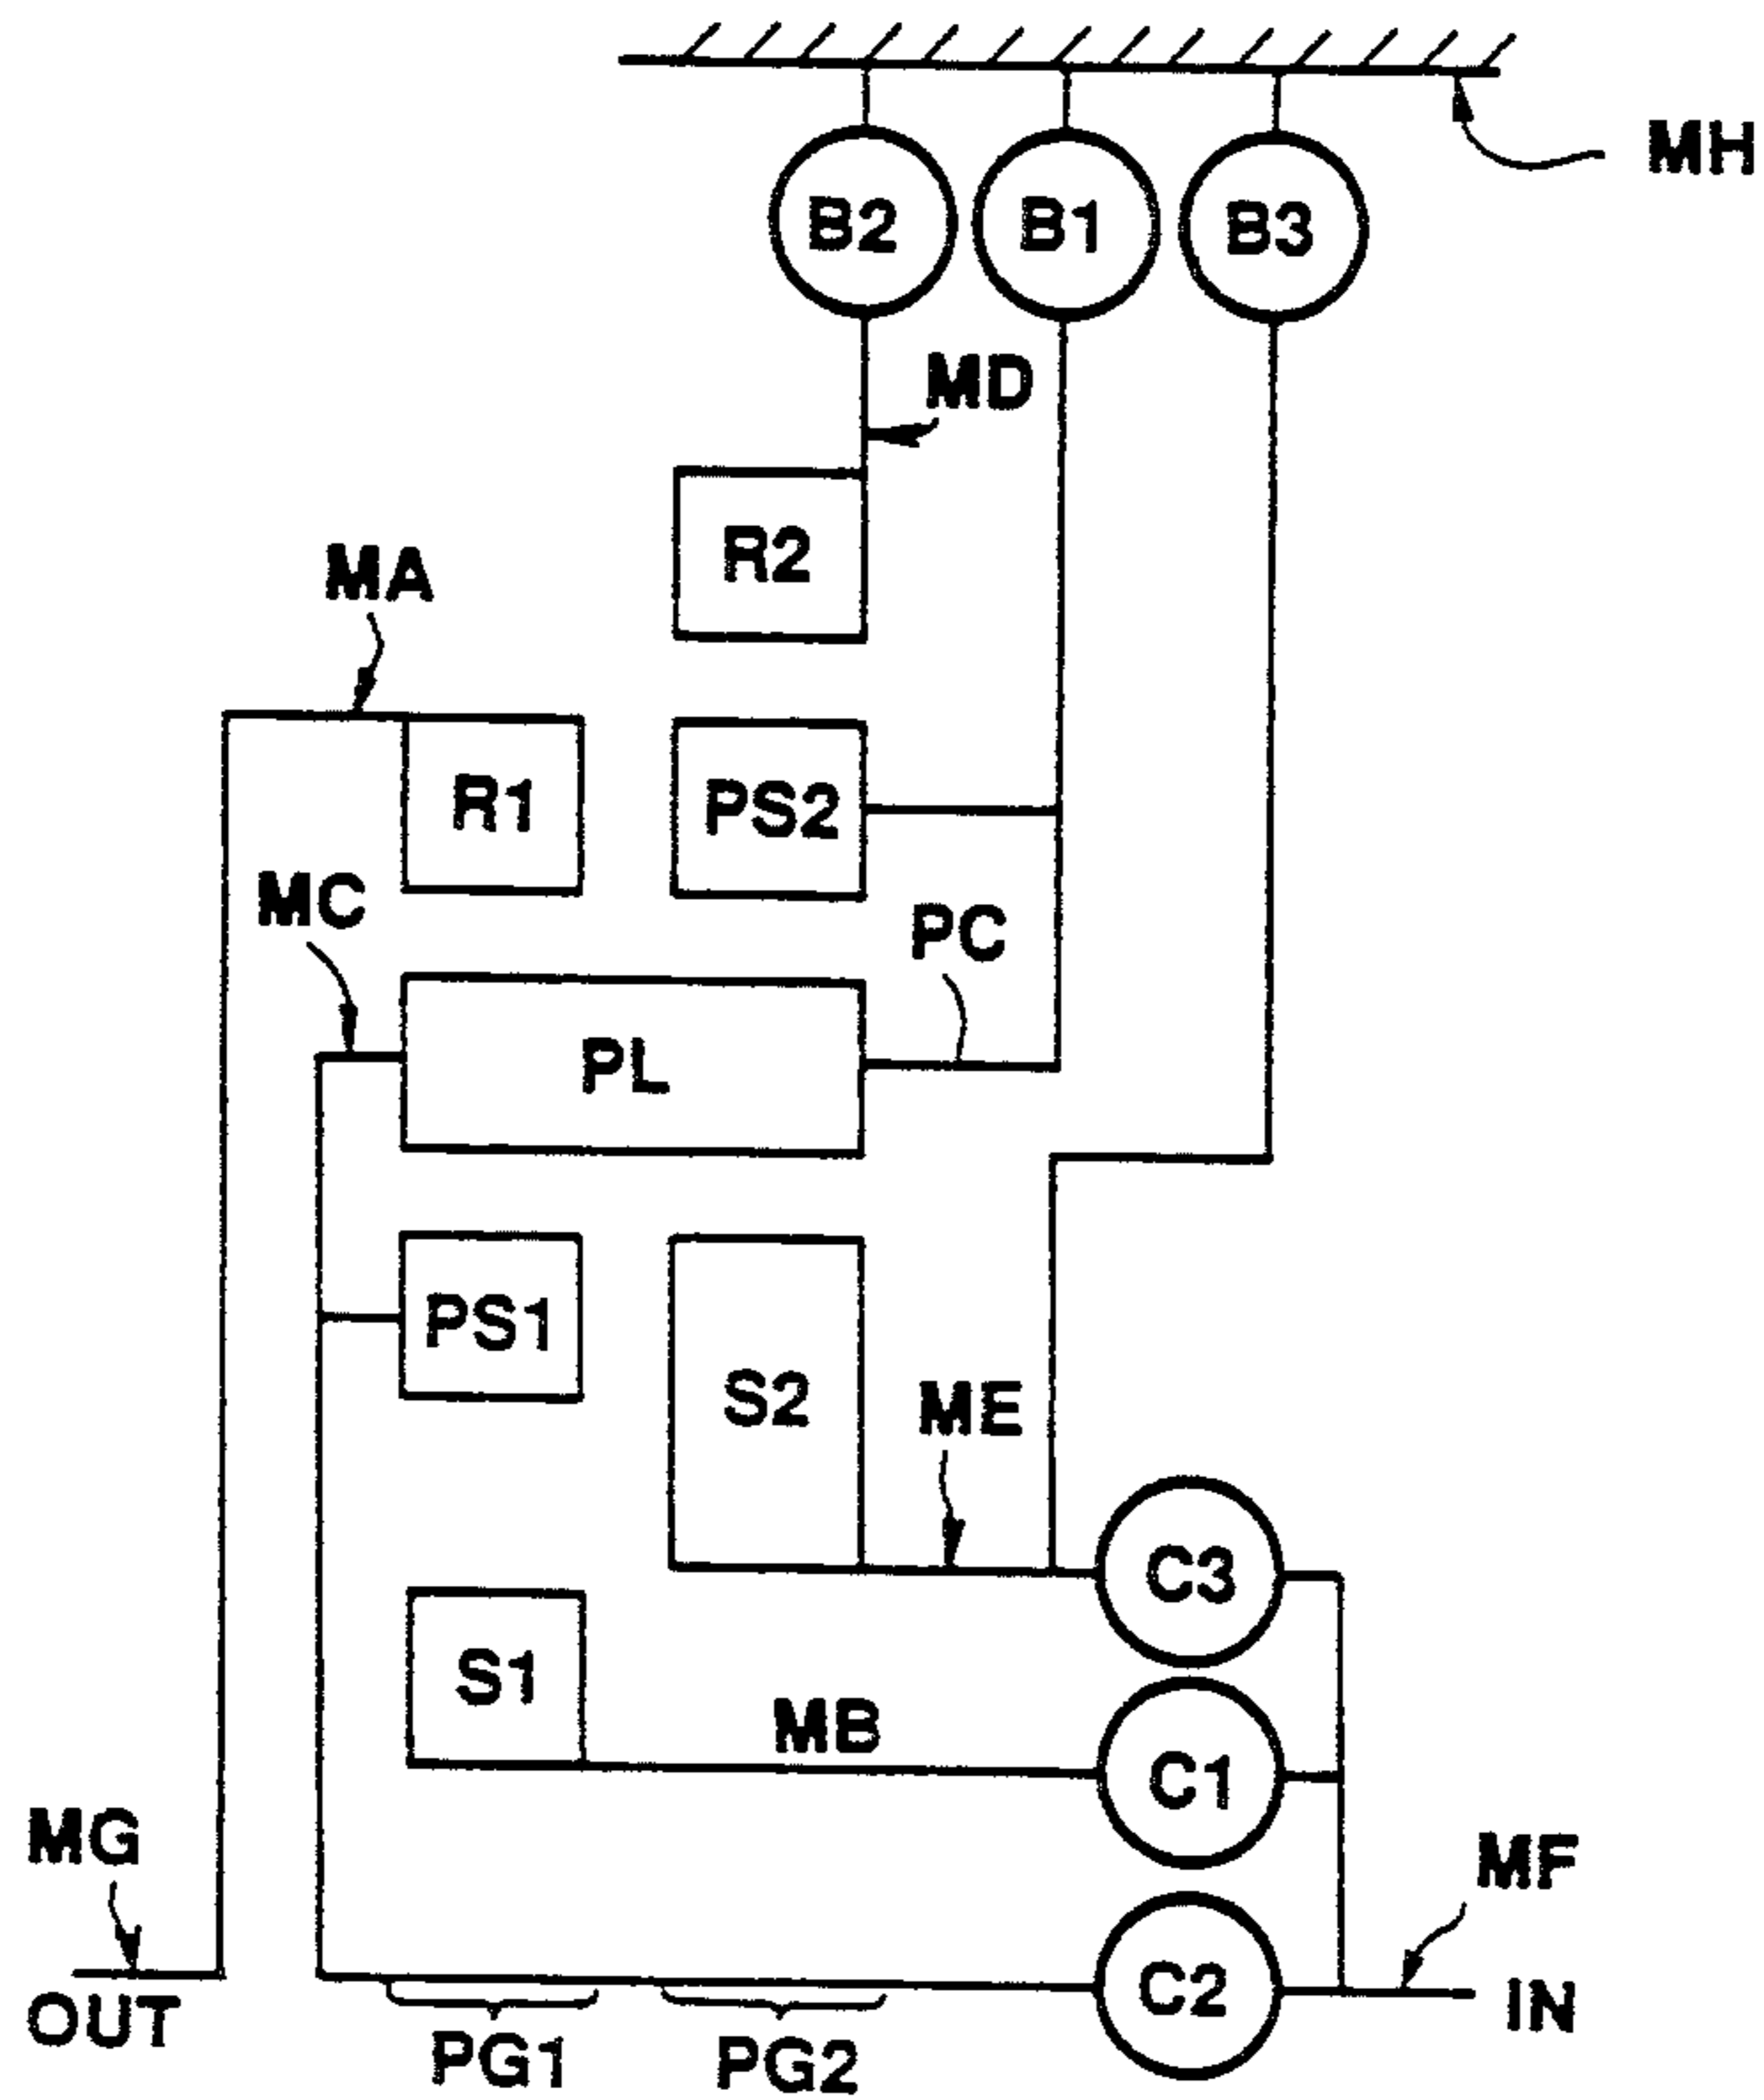 MH
B2 B1 B3
MD
R2
MA
R1 PS2
MC PC
PL
PS1
S2 ME
C3
S1
MB C1
MG MF
OUT C2 IN
PG1 PG2